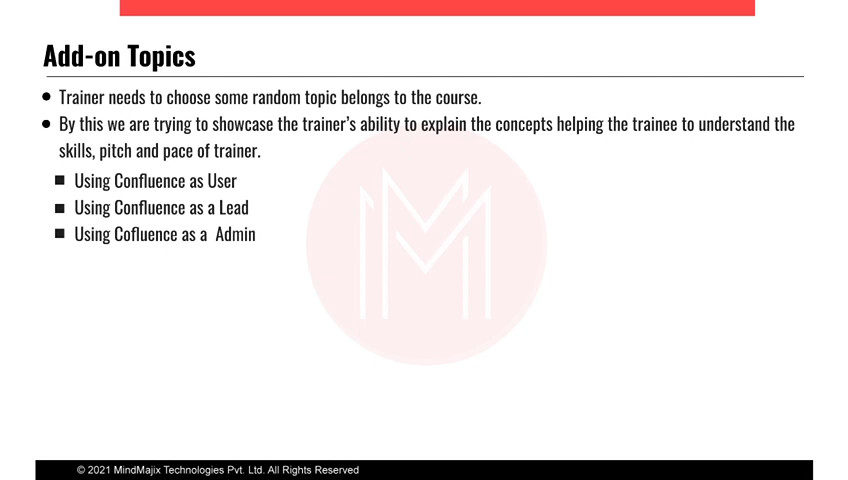 Add-on Topics
● Trainer needs to choose some random topic belongs to the course.
● By this we are trying to showcase the trainer's ability to explain the concepts helping the trainee to understand the
skills, pitch and pace of trainer.
■ Using Confluence as User
■ Using Confluence as a Lead
■ Using Cofluence as a  Admin
© 2021 MindMajix Technologies Pvt. Ltd. All Rights Reserved